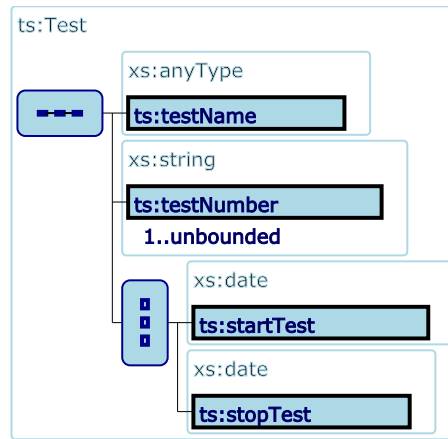 ts:Test
xs:anyType
ts:testName
xs:string
ts:testNumber
1..unbounded
xs:date
ts:startTest
xs:date
ts:stopTest